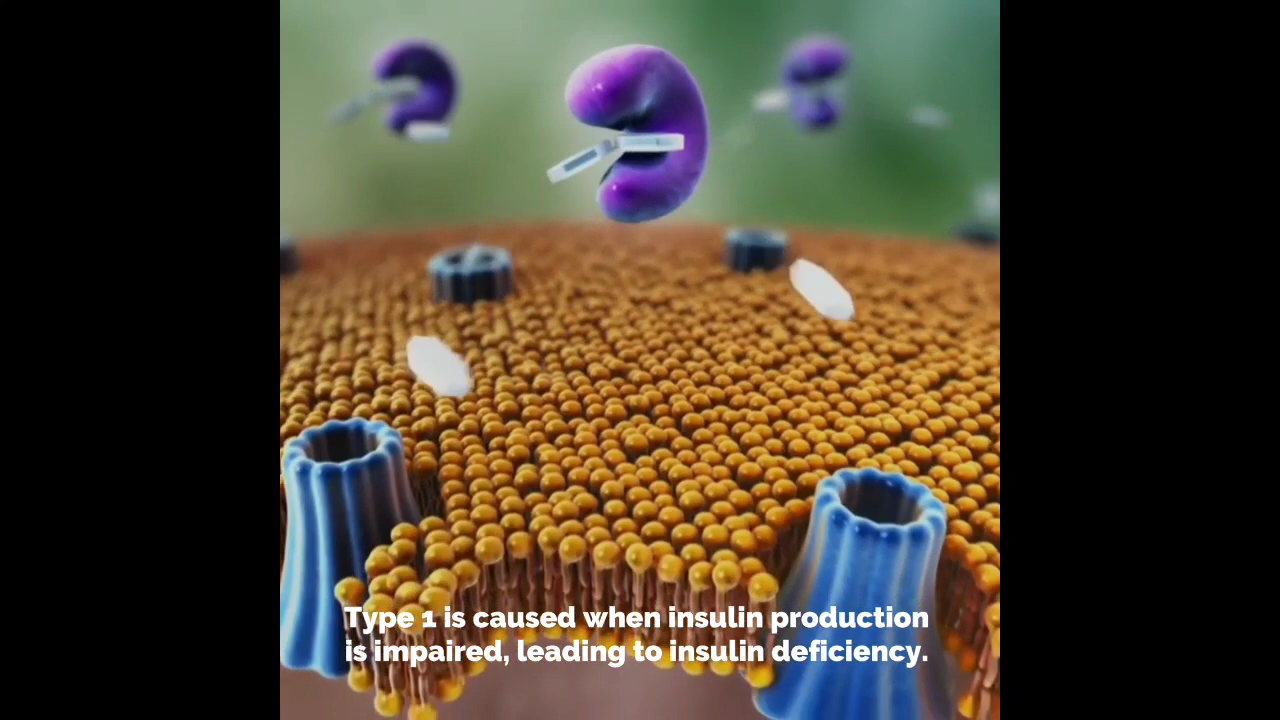 Type 1 is caused when insulin production
is impaired, leading to insulin deficiency.